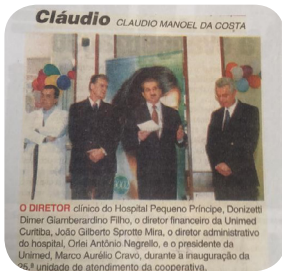 Cláudio CLAUDIO MANOEL DA COSTA
O DIRETOR clínico do Hospital Pequeno Príncipe, Donizetti
Dimer Giamberardino Filho, o diretor financeiro da Unimed
Curitiba, João Gilberto Sprotte Mira, o diretor administrativo
do hospital, Orlei Antônio Negrello, e o presidente da
Unimed, Marco Aurélio Cravo, durante a inauguração da
25.ª unidade de atendimento da cooperativa.